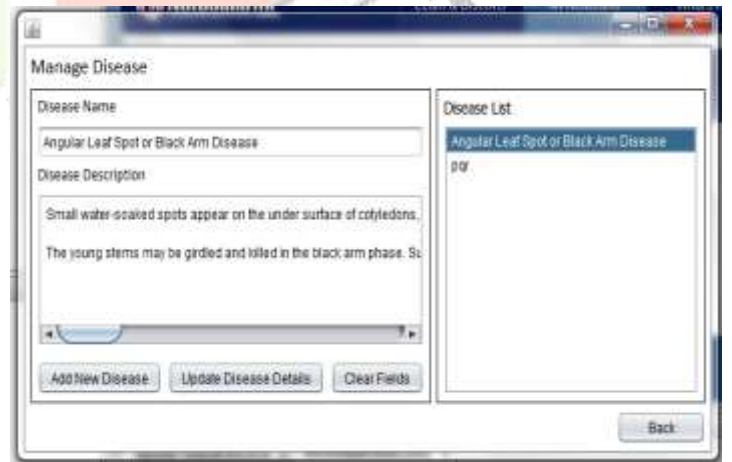 Manage Disease
Disease Name
Angular Leaf Spot or Black Arm Disease
Disease Description
Small water-soaked spots appear on the under surface of cotyledons,
The young stems may be girdled and killed in the black arm phase. Su
Add New Disease
Update Disease Details
Clear Fields
Disease List
Angular Leaf Spot or Black Arm Disease
pqr
Back